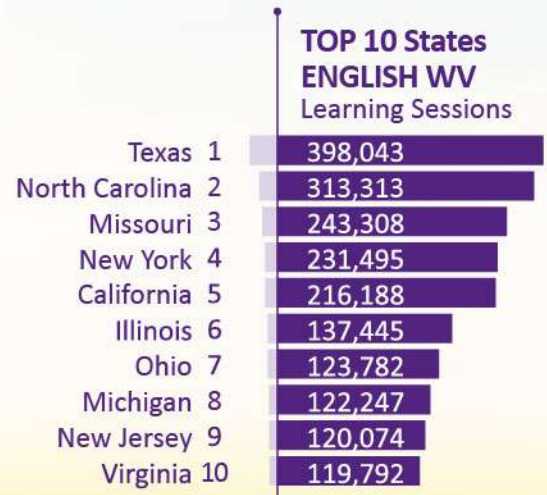 TOP 10 States
ENGLISH WV
Learning Sessions
Texas 1 398,043
North Carolina 2 313,313
Missouri 3 243,308
New York 4 231,495
California 5 216,188
Illinois 6 137,445
Ohio 7 123,782
Michigan 8 122,247
New Jersey 9 120,074
Virginia 10 119,792